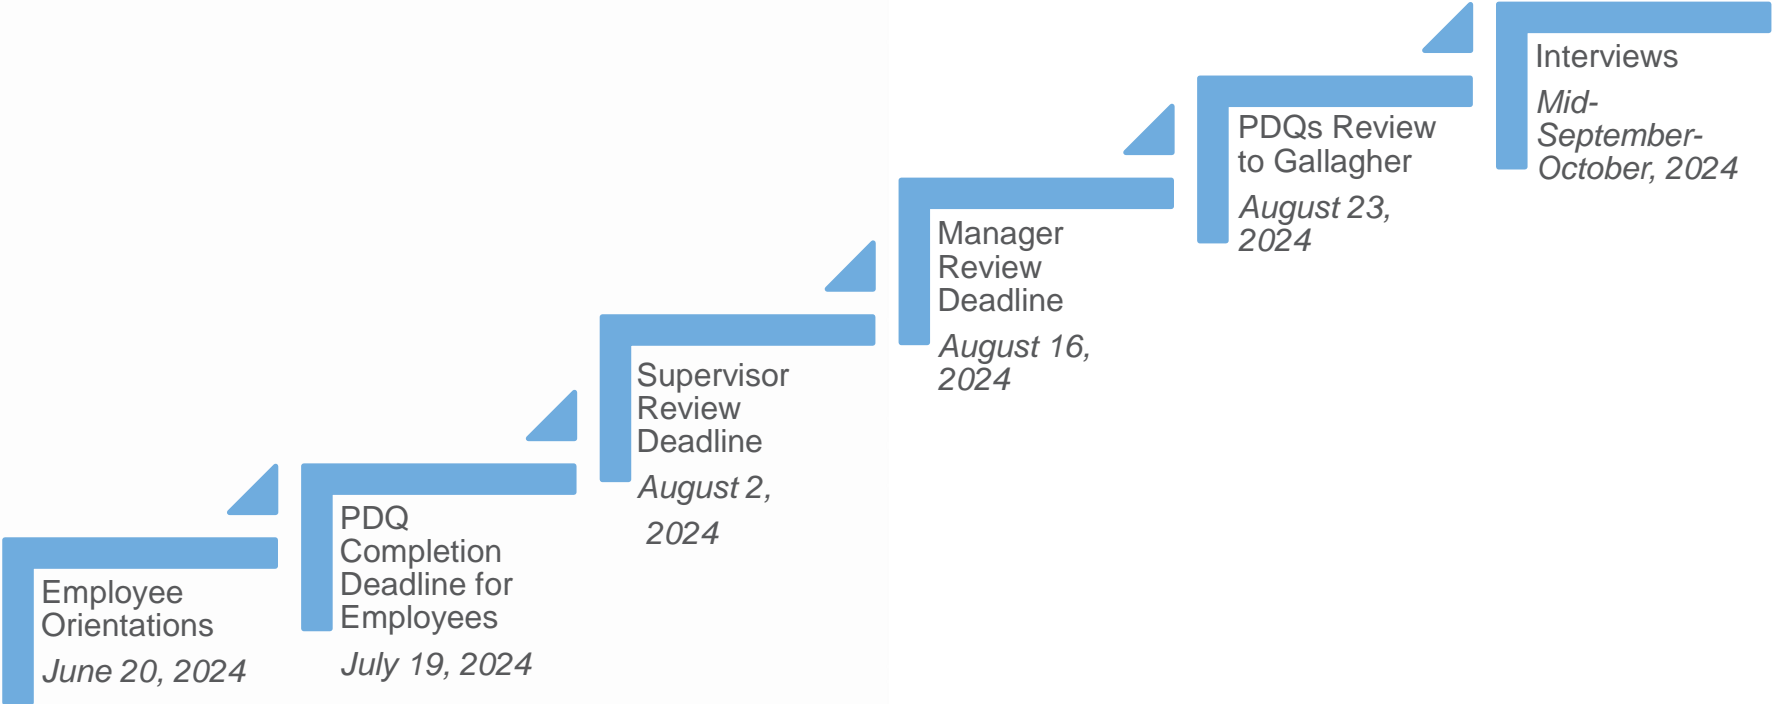 Employee
Orientations
June 20, 2024
PDQ
Completion
Deadline for
Employees
July 19, 2024
Supervisor
Review
Deadline
August 2,
2024
Manager
Review
Deadline
August 16,
2024
PDQs Review
to Gallagher
August 23,
2024
Interviews
Mid-
September-
October, 2024